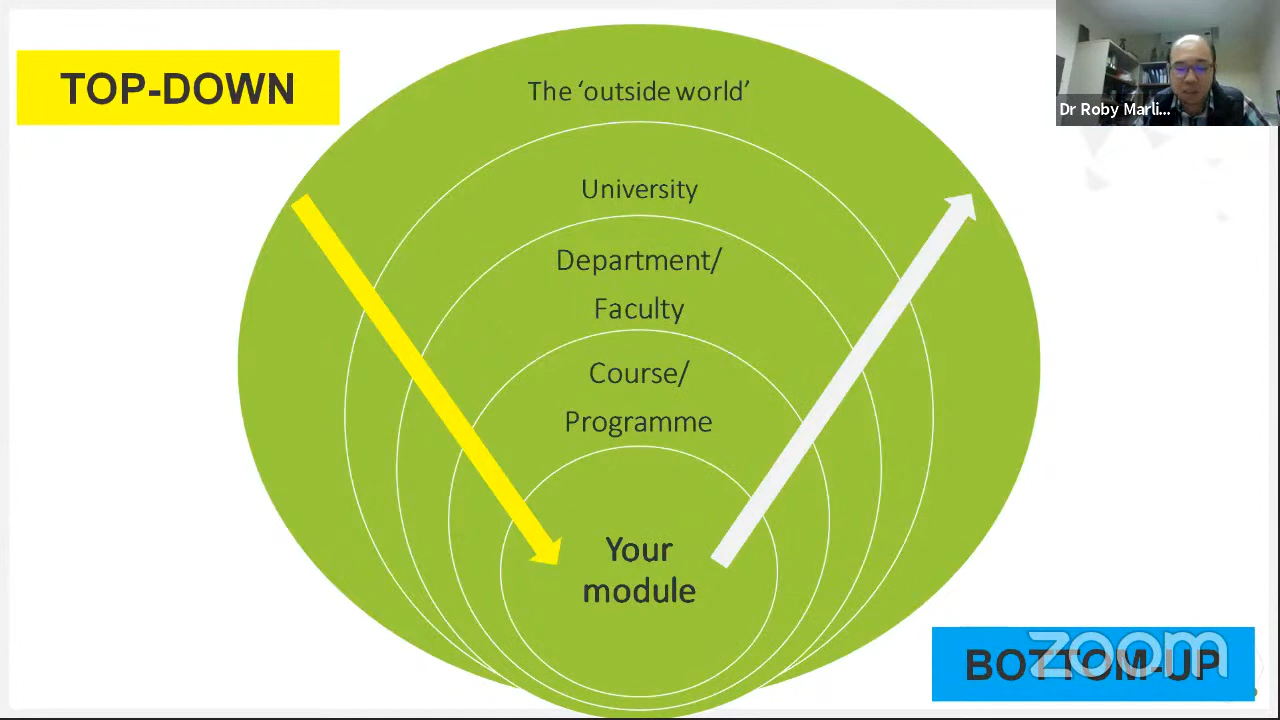 TOP-DOWN
The ‘outside world’
Dr Roby Marli...
University
Department/
Faculty
Course/
Programme
Your
module
zoom
BOTTOM-UP